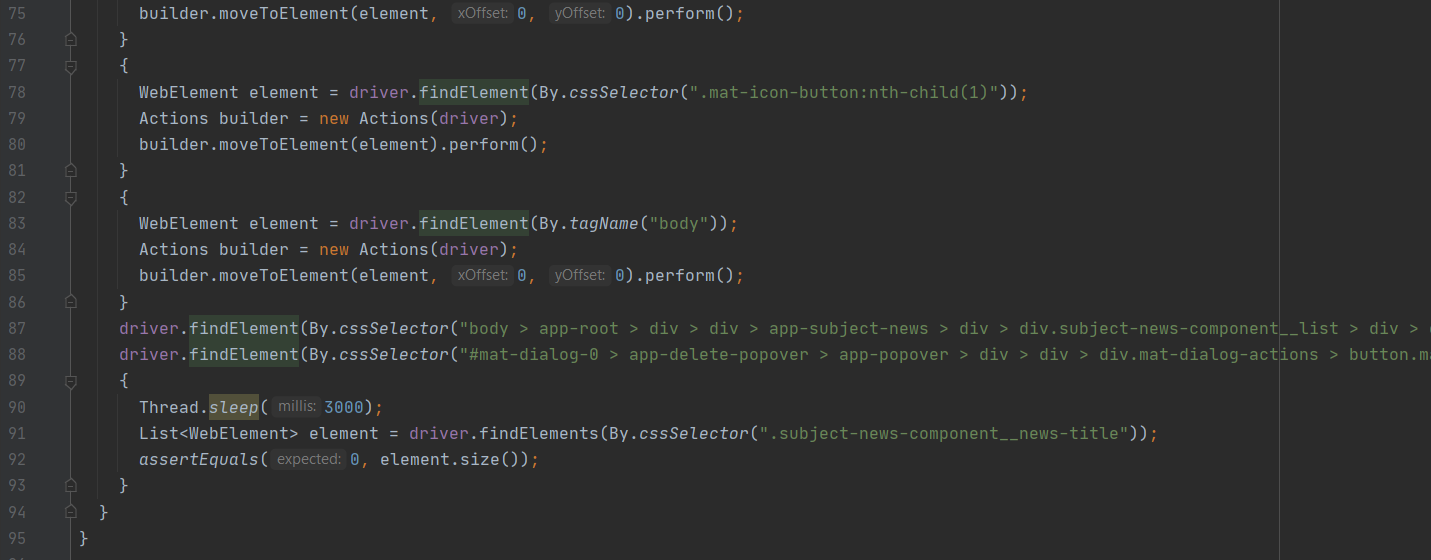 75 builder.moveToElement(element, xOffset: 0, yOffset: 0).perform();
76 }
77 {
78 WebElement element = driver.findElement(By.cssSelector(".mat-icon-button:nth-child(1)"));
79 Actions builder = new Actions(driver);
80 builder.moveToElement(element).perform();
81 }
82 {
83 WebElement element = driver.findElement(By.tagName("body"));
84 Actions builder = new Actions(driver);
85 builder.moveToElement(element, xOffset: 0, yOffset: 0).perform();
86 }
87 driver.findElement(By.cssSelector("body > app-root > div > div > app-subject-news > div > div.subject-news-component__list > div >
88 driver.findElement(By.cssSelector("#mat-dialog-0 > app-delete-popover > app-popover > div > div > div.mat-dialog-actions > button.ma
89 {
90 Thread.sleep( millis: 3000);
91 List<WebElement> element = driver.findElements(By.cssSelector(".subject-news-component__news-title"));
92 assertEquals( expected: 0, element.size());
93 }
94 }
95 }